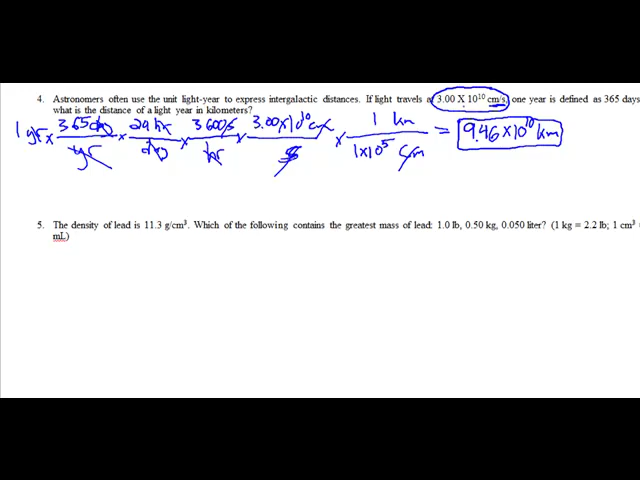 4. Astronomers often use the unit light-year to express intergalactic distances. If light travels at 3.00 X 10¹⁰ cm/s, one year is defined as 365 days
what is the distance of a light year in kilometers?
1 yr x 365 day/yr x 24 hr/day x 3600 s/hr x 3.00 x 10¹⁰ cm/s x 1 km/1x10⁵ cm = 9.46 x 10¹⁰ km
5. The density of lead is 11.3 g/cm³. Which of the following contains the greatest mass of lead: 1.0 lb, 0.50 kg, 0.050 liter? (1 kg = 2.2 lb; 1 cm³
mL)